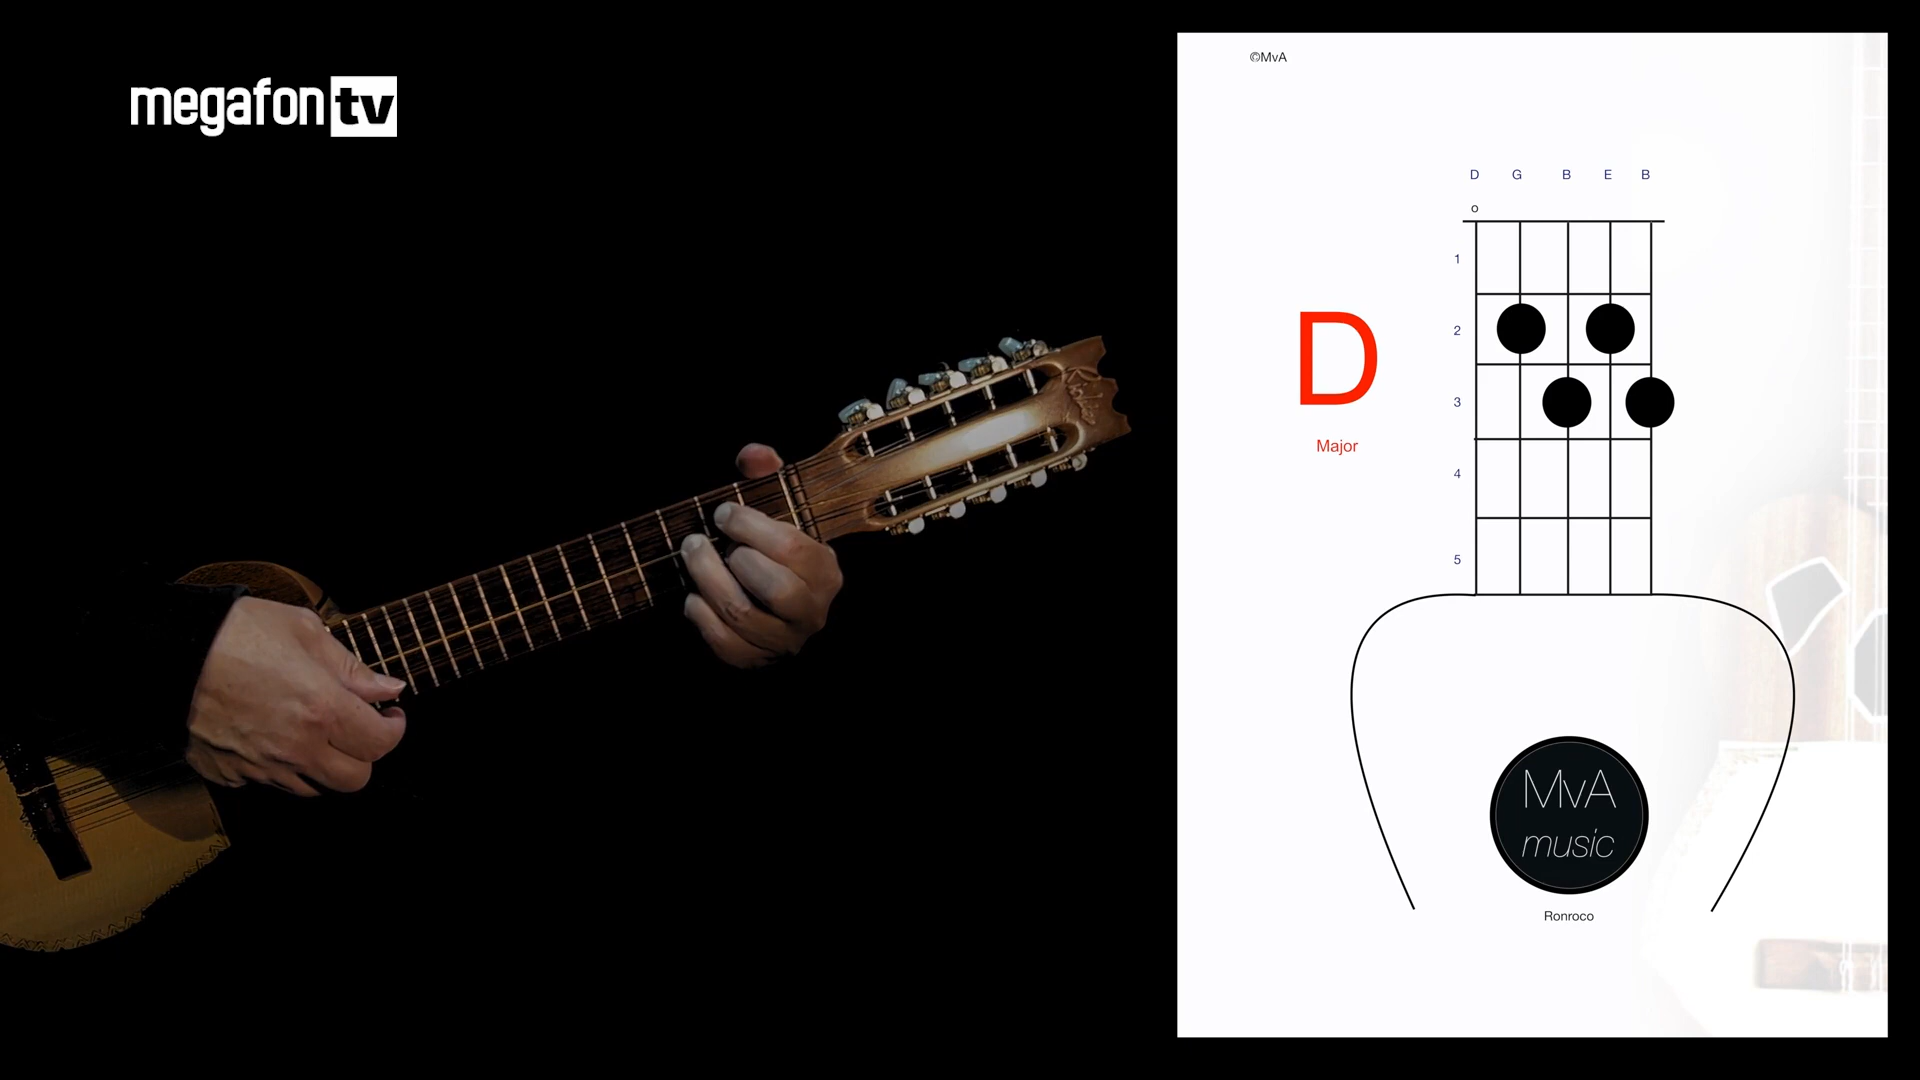 megafon tv
©MvA
D G B E B
o
1
2
3
4
5
D
Major
MvA
music
Ronroco